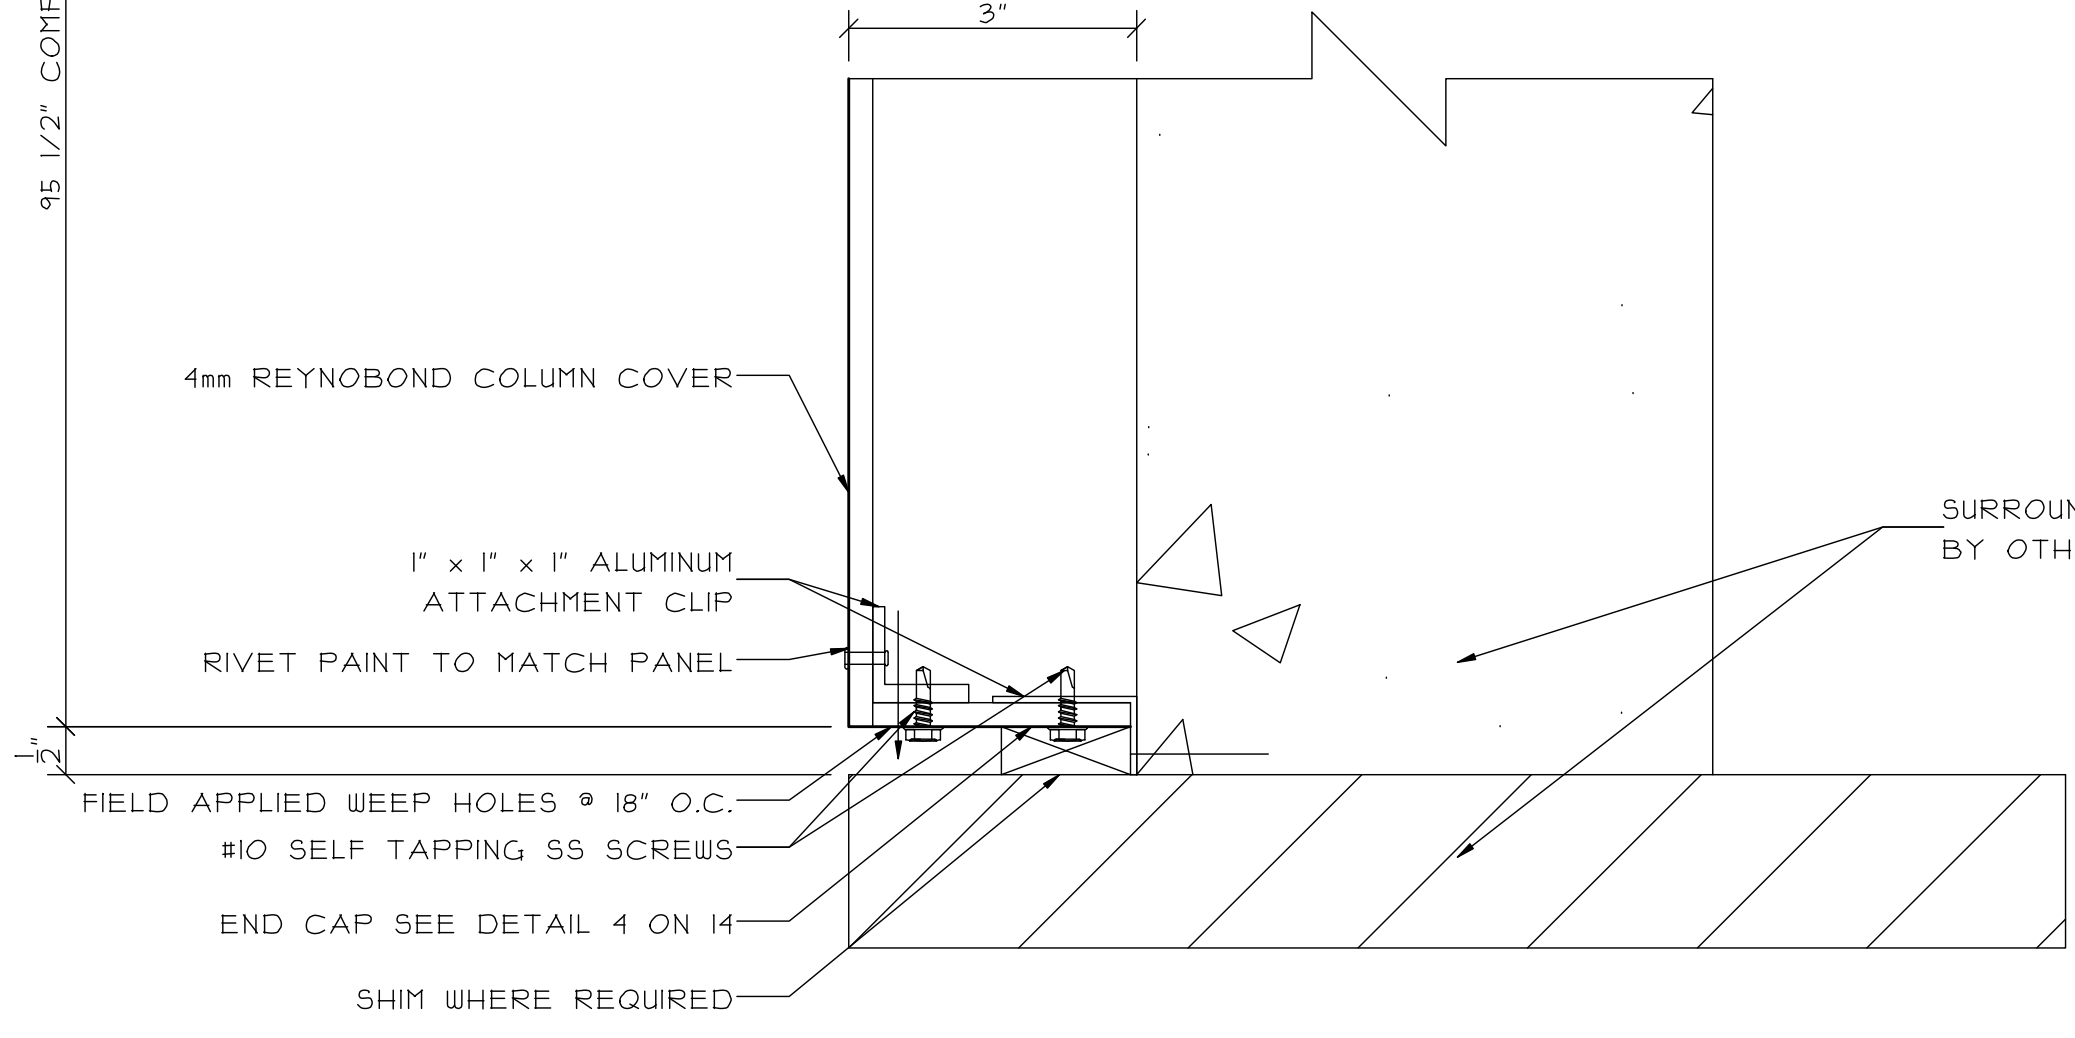 3"
95 1/2" COMP
4mm REYNOBOND COLUMN COVER
SURROUN
BY OTH
1" x 1" x 1" ALUMINUM
ATTACHMENT CLIP
RIVET PAINT TO MATCH PANEL
1/2"
FIELD APPLIED WEEP HOLES @ 18" O.C.
#10 SELF TAPPING SS SCREWS
END CAP SEE DETAIL 4 ON 14
SHIM WHERE REQUIRED